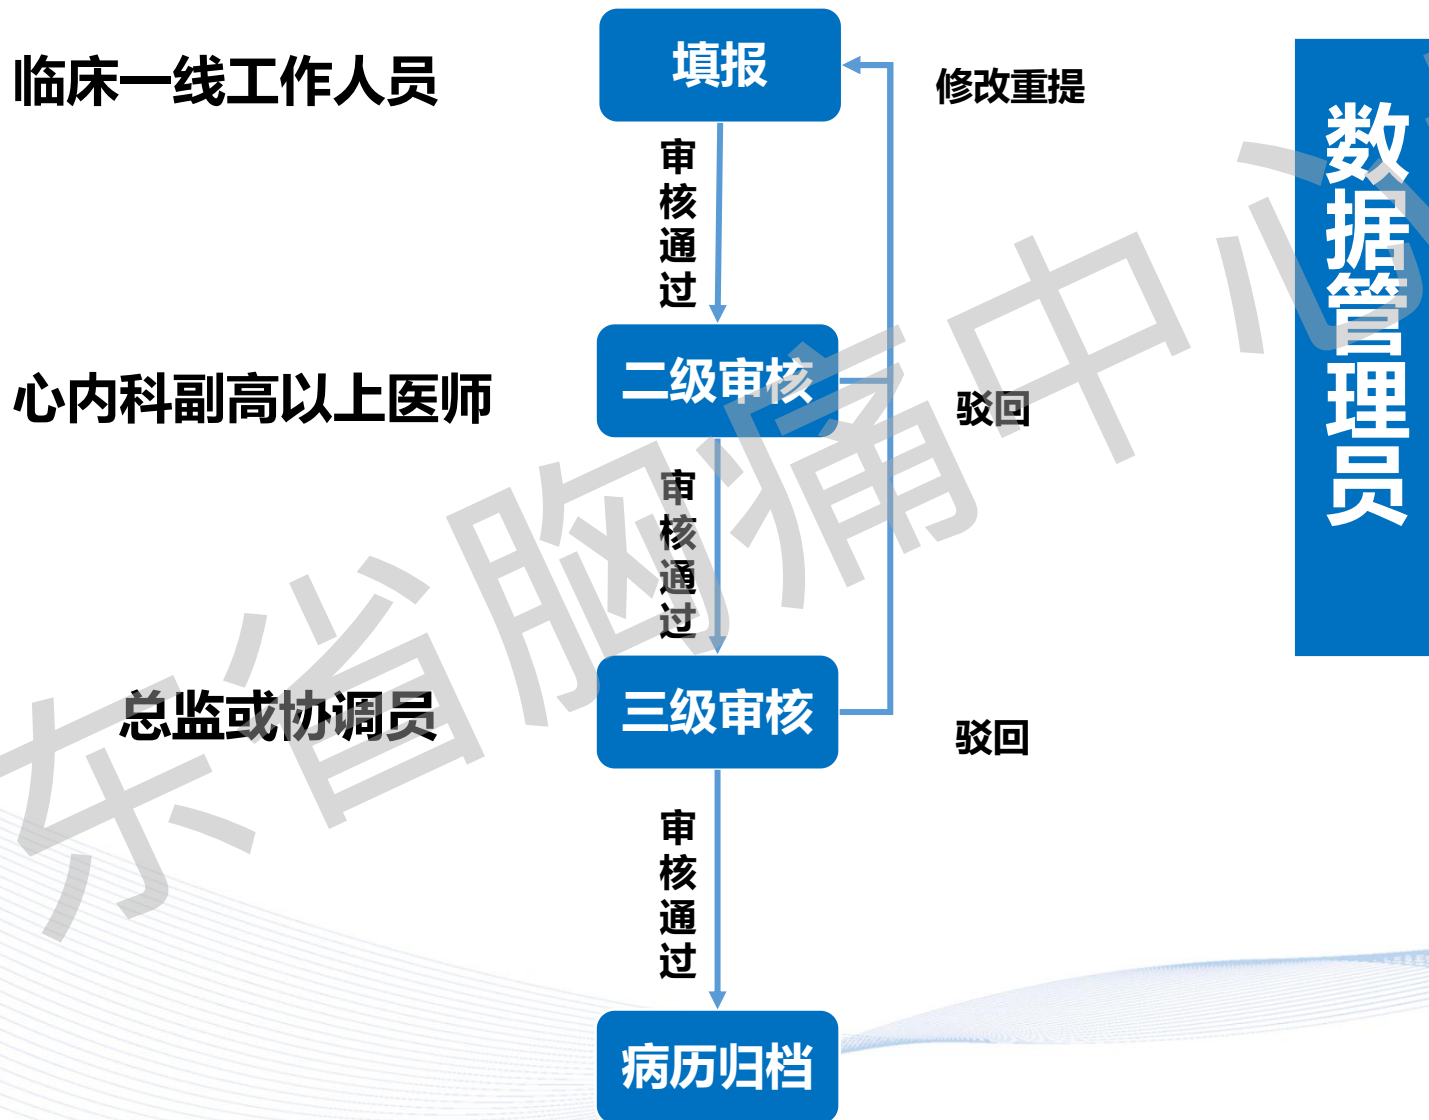 临床一线工作人员
填报
修改重提
数据管理员
审核通过
心内科副高以上医师
二级审核
驳回
审核通过
总监或协调员
三级审核
驳回
审核通过
病历归档
东省胸痛中心